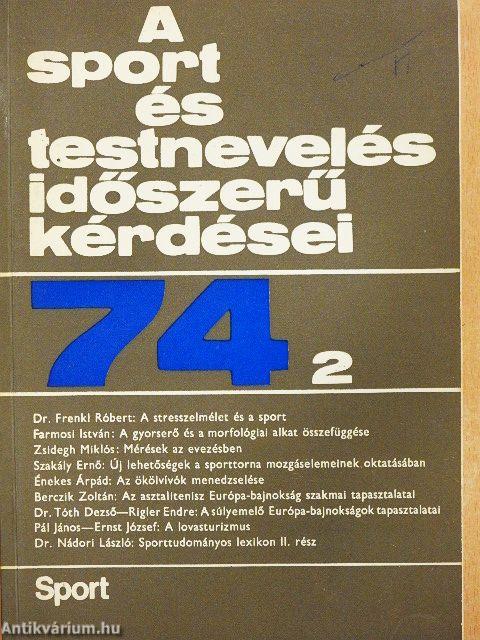 A
sport
és
testnevelés
időszerű
kérdései
74 2
Dr. Frenkl Róbert: A stresszelmélet és a sport
Farmosi István: A gyorserő és a morfológiai alkat összefüggése
Zsidegh Miklós: Mérések az evezésben
Szakály Ernő: Új lehetőségek a sporttorna mozgáselemeinek oktatásában
Énekes Árpád: Az ökölvívók menedzselése
Berczik Zoltán: Az asztalitenisz Európa-bajnokság szakmai tapasztalatai
Dr. Tóth Dezső—Rigler Endre: A súlyemelő Európa-bajnokságok tapasztalatai
Pál János—Ernst József: A lovasturizmus
Dr. Nádori László: Sporttudományos lexikon II. rész
Sport
Antikvárium.hu